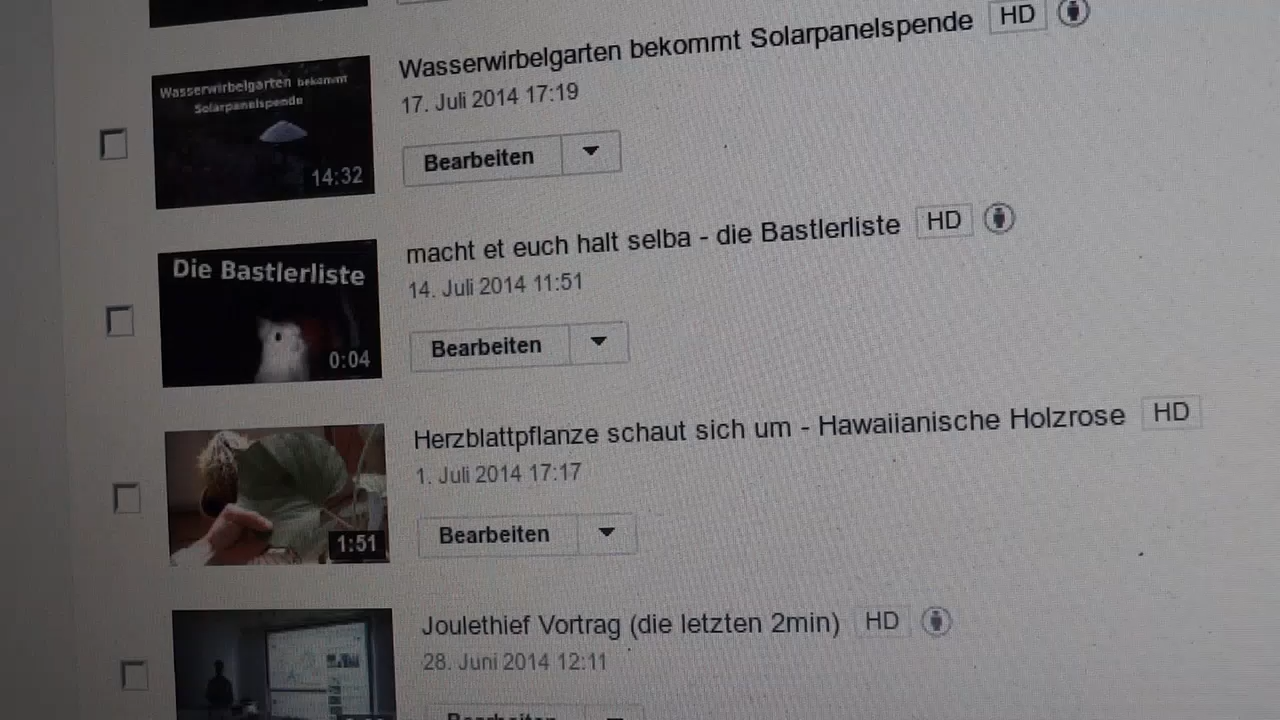 Wasserwirbelgarten bekommt Solarpanelspende HD
17. Juli 2014 17:19
Wasserwirbelgarten bekommt
Solarpanelspende
14:32
Bearbeiten
macht et euch halt selba - die Bastlerliste HD
14. Juli 2014 11:51
Die Bastlerliste
0:04
Bearbeiten
Herzblattpflanze schaut sich um - Hawaiianische Holzrose HD
1. Juli 2014 17:17
1:51
Bearbeiten
Joulethief Vortrag (die letzten 2min) HD
28. Juni 2014 12:11
Bearbeiten